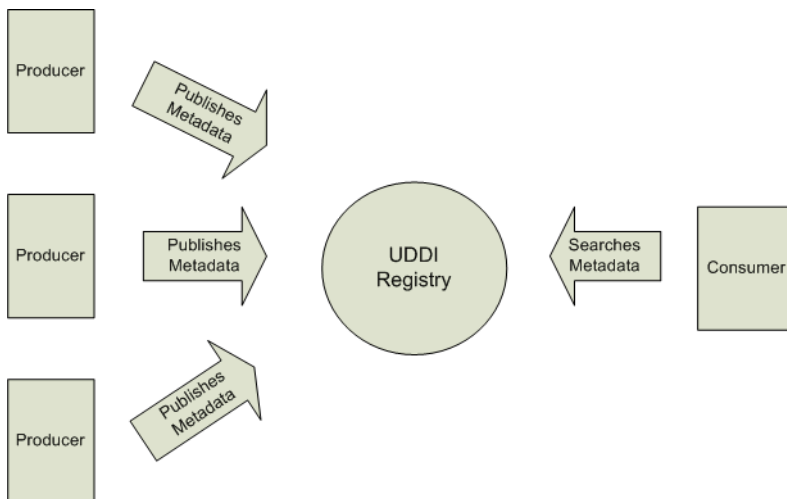 Producer
Publishes
Metadata
Producer
Publishes
Metadata
UDDI
Registry
Searches
Metadata
Consumer
Producer
Publishes
Metadata